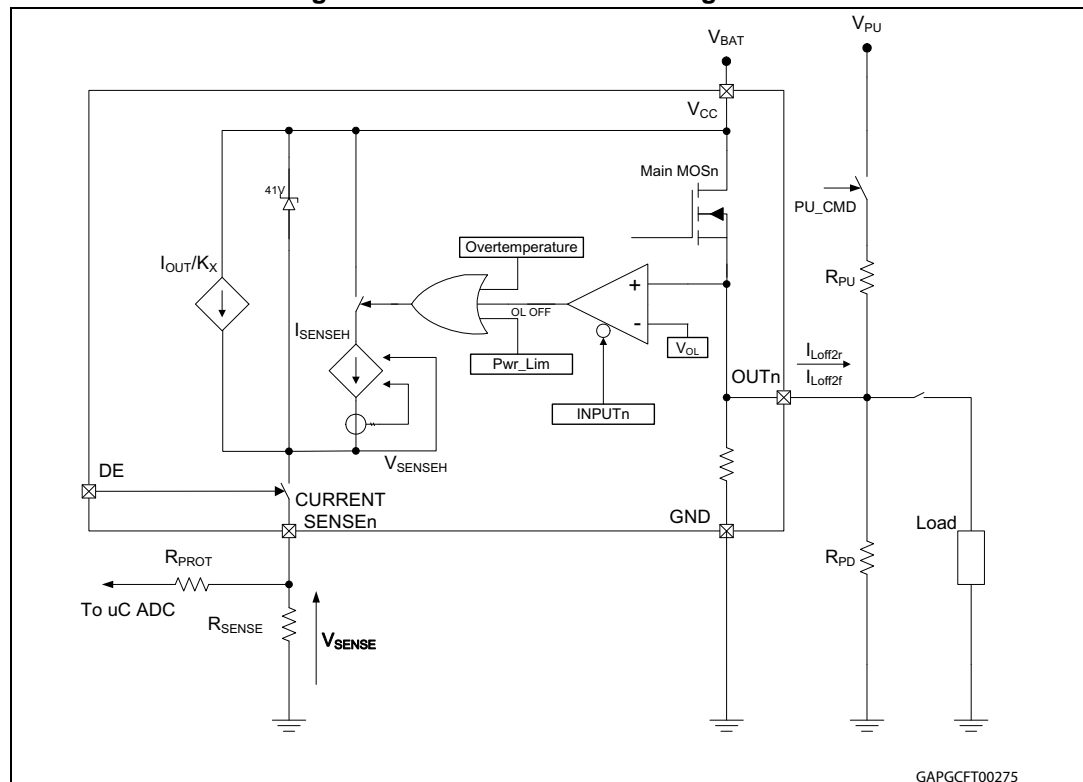 V_PU
V_BAT
V_CC
Main MOSn
41V
PU_CMD
Overtemperature
I_OUT/K_X
R_PU
+
OL OFF
-
I_SENSEH
V_OL
Pwr_Lim
I_Loff2r
OUTn
I_Loff2f
INPUTn
V_SENSEH
DE
CURRENT
SENSEn
GND
Load
R_PROT
R_PD
To uC ADC
R_SENSE
V_SENSE
GAPGCFT00275